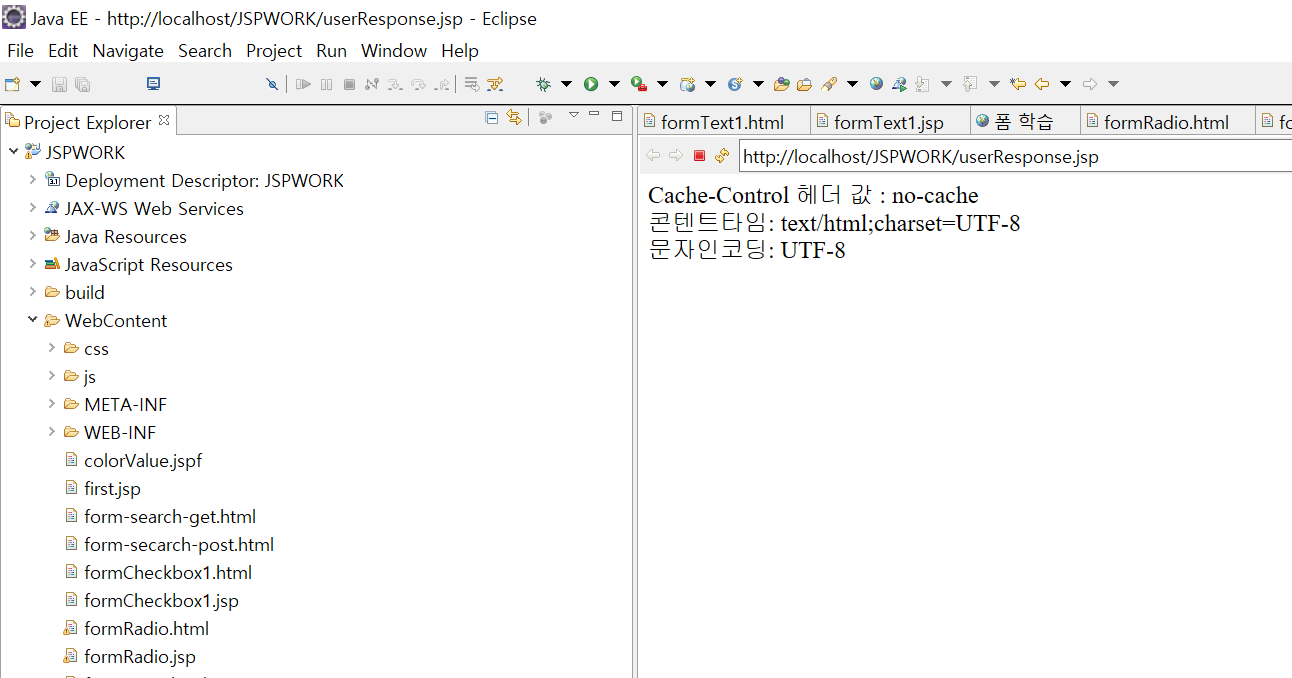 Java EE - http://localhost/JSPWORK/userResponse.jsp - Eclipse
File Edit Navigate Search Project Run Window Help
Project Explorer
JSPWORK
Deployment Descriptor: JSPWORK
JAX-WS Web Services
Java Resources
JavaScript Resources
build
WebContent
css
js
META-INF
WEB-INF
colorValue.jspf
first.jsp
form-search-get.html
form-secarch-post.html
formCheckbox1.html
formCheckbox1.jsp
formRadio.html
formRadio.jsp
formText1.html formText1.jsp 폼 학습 formRadio.html
http://localhost/JSPWORK/userResponse.jsp
Cache-Control 헤더 값 : no-cache
콘텐트타임: text/html;charset=UTF-8
문자인코딩: UTF-8